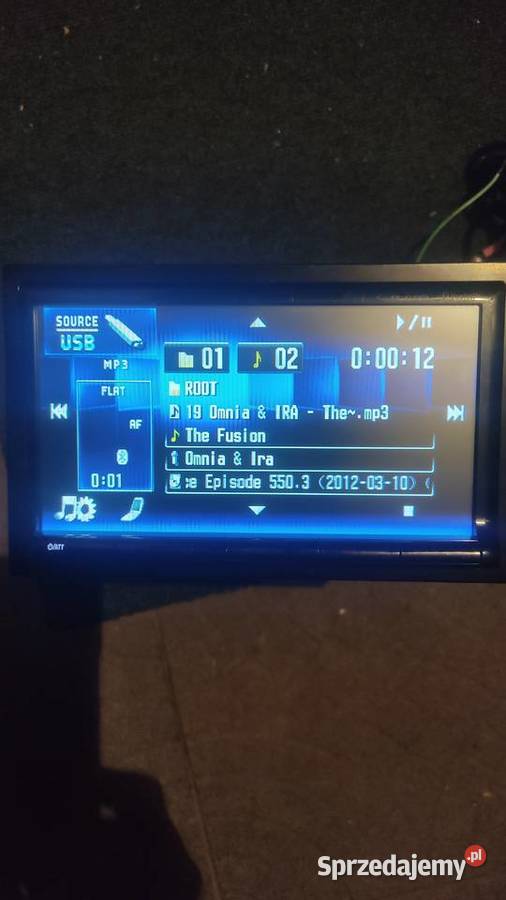 SOURCE
USB
MP3
01 02 0:00:12
FLAT
ROOT
19 Omnia & IRA - The~.mp3
AF
The Fusion
Omnia & Ira
0:01
:e Episode 550.3 (2012-03-10) (
/ATT
Sprzedajemy.pl